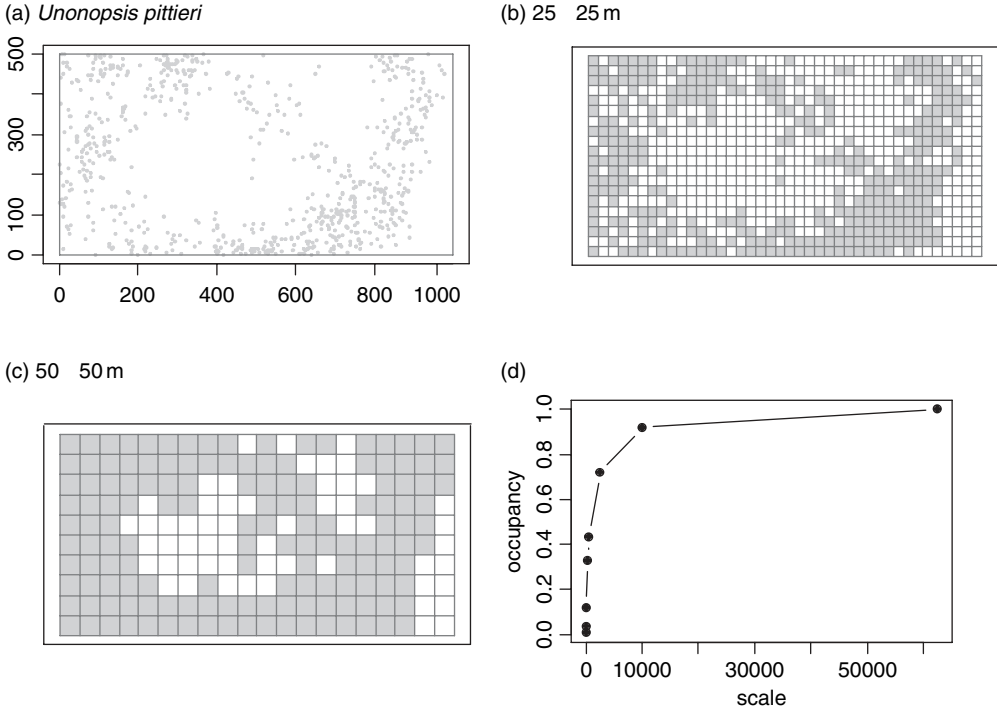 (a) Unonopsis pittieri
500
300
100
0
0 200 400 600 800 1000
(b) 25 25 m
(c) 50 50 m
(d)
1.0
0.8
0.6
0.4
0.2
0.0
occupancy
0 10000 30000 50000
scale